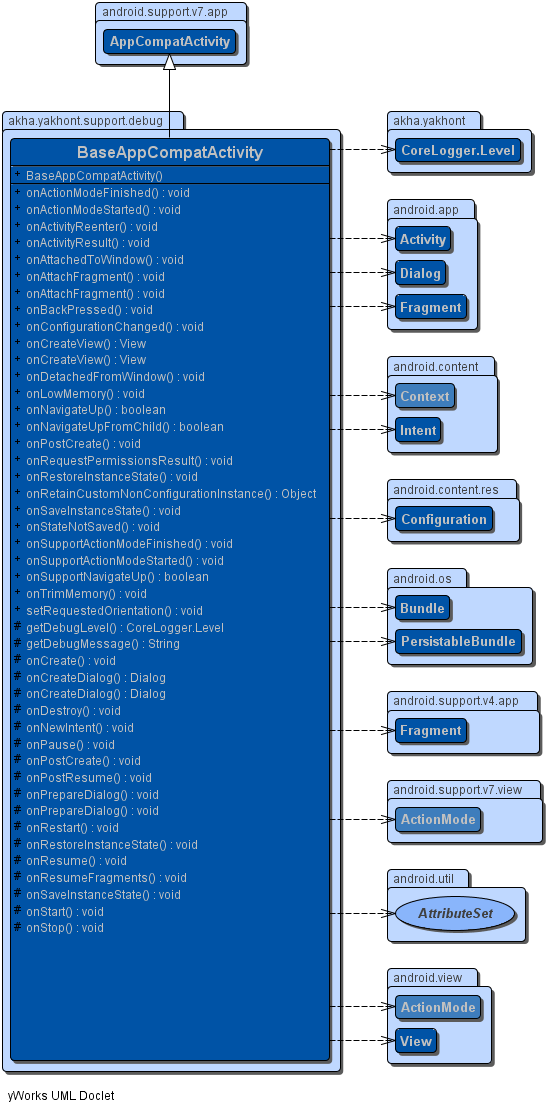 android.support.v7.app
AppCompatActivity
akha.yakhont.support.debug
BaseAppCompatActivity
+ BaseAppCompatActivity()
+ onActionModeFinished() : void
+ onActionModeStarted() : void
+ onActivityReenter() : void
+ onActivityResult() : void
+ onAttachedToWindow() : void
+ onAttachFragment() : void
+ onAttachFragment() : void
+ onBackPressed() : void
+ onConfigurationChanged() : void
+ onCreateView() : View
+ onCreateView() : View
+ onDetachedFromWindow() : void
+ onLowMemory() : void
+ onNavigateUp() : boolean
+ onNavigateUpFromChild() : boolean
+ onPostCreate() : void
+ onRequestPermissionsResult() : void
+ onRestoreInstanceState() : void
+ onRetainCustomNonConfigurationInstance() : Object
+ onSaveInstanceState() : void
+ onStateNotSaved() : void
+ onSupportActionModeFinished() : void
+ onSupportActionModeStarted() : void
+ onSupportNavigateUp() : boolean
+ onTrimMemory() : void
+ setRequestedOrientation() : void
# getDebugLevel() : CoreLogger.Level
# getDebugMessage() : String
# onCreate() : void
# onCreateDialog() : Dialog
# onCreateDialog() : Dialog
# onDestroy() : void
# onNewIntent() : void
# onPause() : void
# onPostCreate() : void
# onPostResume() : void
# onPrepareDialog() : void
# onPrepareDialog() : void
# onRestart() : void
# onRestoreInstanceState() : void
# onResume() : void
# onResumeFragments() : void
# onSaveInstanceState() : void
# onStart() : void
# onStop() : void
akha.yakhont
CoreLogger.Level
android.app
Activity
Dialog
Fragment
android.content
Context
Intent
android.content.res
Configuration
android.os
Bundle
PersistableBundle
android.support.v4.app
Fragment
android.support.v7.view
ActionMode
android.util
AttributeSet
android.view
ActionMode
View
yWorks UML Doclet